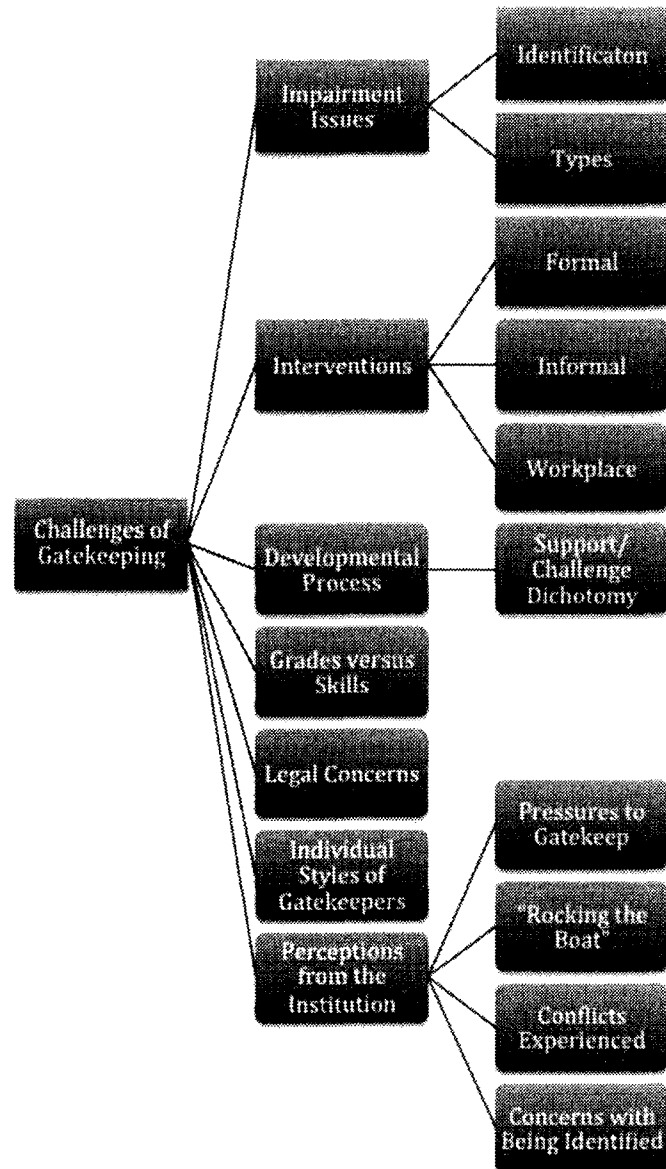 Challenges of
Gatekeeping
Impairment
Issues
Identificaton
Types
Interventions
Formal
Informal
Workplace
Developmental
Process
Support/
Challenge
Dichotomy
Grades versus
Skills
Legal Concerns
Individual
Styles of
Gatekeepers
Perceptions
from the
Institution
Pressures to
Gatekeep
"Rocking the
Boat"
Conflicts
Experienced
Concerns with
Being Identified